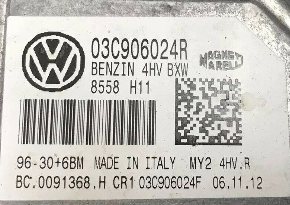 03C906024R
BENZIN 4HV BXW
8558 H11
MAGNETI MARELLI
96-30+6BM MADE IN ITALY MY2 4HV.R
BC.0091368.H CR1 03C906024F 06.11.12